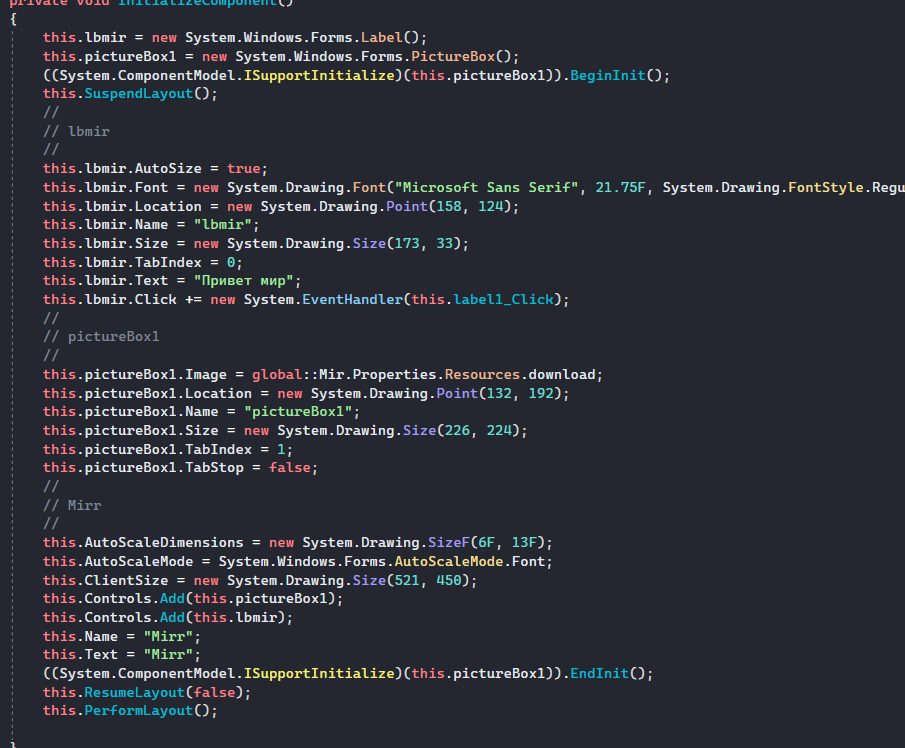 private void InitializeComponent()
{
this.lbmir = new System.Windows.Forms.Label();
this.pictureBox1 = new System.Windows.Forms.PictureBox();
((System.ComponentModel.ISupportInitialize)(this.pictureBox1)).BeginInit();
this.SuspendLayout();
//
// lbmir
//
this.lbmir.AutoSize = true;
this.lbmir.Font = new System.Drawing.Font("Microsoft Sans Serif", 21.75F, System.Drawing.FontStyle.Regu
this.lbmir.Location = new System.Drawing.Point(158, 124);
this.lbmir.Name = "lbmir";
this.lbmir.Size = new System.Drawing.Size(173, 33);
this.lbmir.TabIndex = 0;
this.lbmir.Text = "Привет мир";
this.lbmir.Click += new System.EventHandler(this.label1_Click);
//
// pictureBox1
//
this.pictureBox1.Image = global::Mir.Properties.Resources.download;
this.pictureBox1.Location = new System.Drawing.Point(132, 192);
this.pictureBox1.Name = "pictureBox1";
this.pictureBox1.Size = new System.Drawing.Size(226, 224);
this.pictureBox1.TabIndex = 1;
this.pictureBox1.TabStop = false;
//
// Mirr
//
this.AutoScaleDimensions = new System.Drawing.SizeF(6F, 13F);
this.AutoScaleMode = System.Windows.Forms.AutoScaleMode.Font;
this.ClientSize = new System.Drawing.Size(521, 450);
this.Controls.Add(this.pictureBox1);
this.Controls.Add(this.lbmir);
this.Name = "Mirr";
this.Text = "Mirr";
((System.ComponentModel.ISupportInitialize)(this.pictureBox1)).EndInit();
this.ResumeLayout(false);
this.PerformLayout();
}